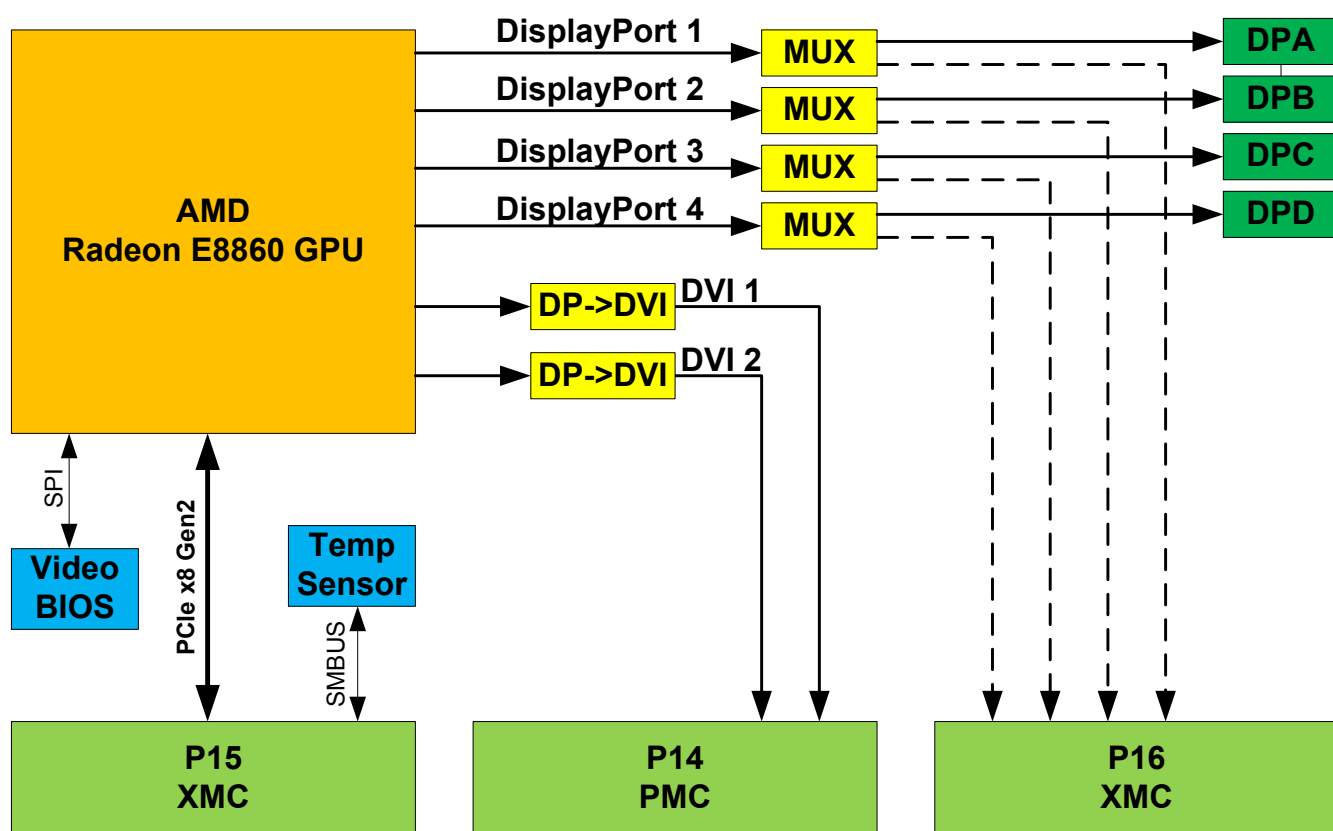 DisplayPort 1
MUX
DPA
DisplayPort 2
MUX
DPB
DisplayPort 3
MUX
DPC
DisplayPort 4
MUX
DPD
AMD
Radeon E8860 GPU
DP->DVI
DVI 1
DP->DVI
DVI 2
SPI
PCIe x8 Gen2
Video
BIOS
Temp
Sensor
SMBUS
P15
XMC
P14
PMC
P16
XMC